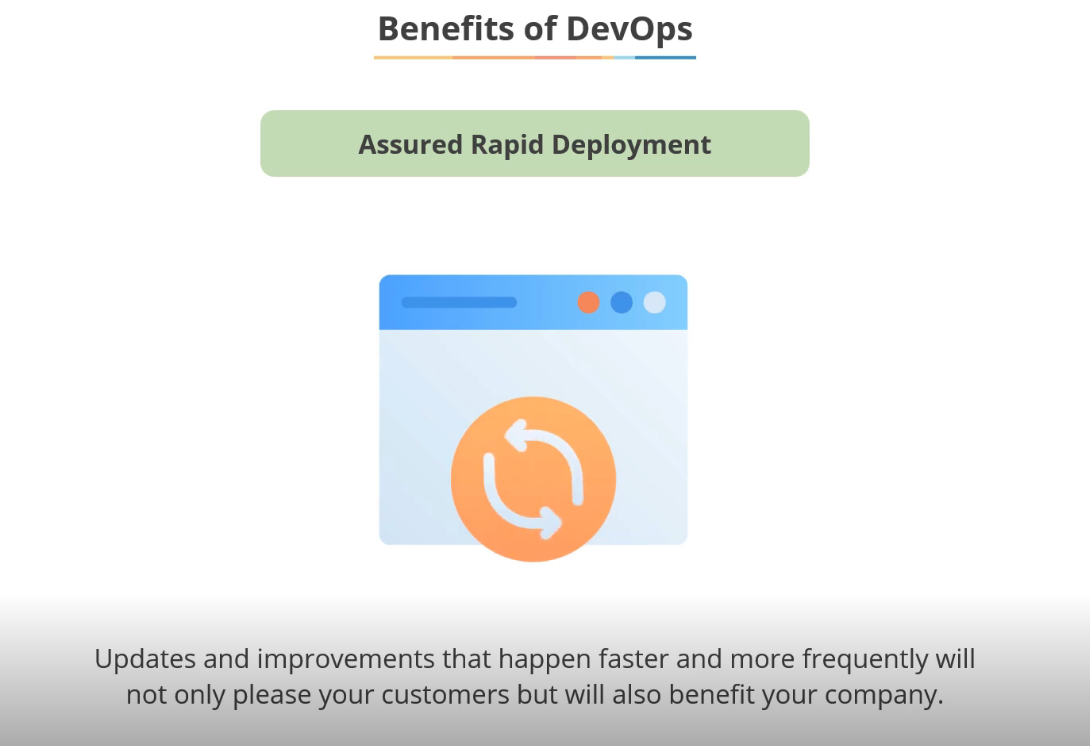 Benefits of DevOps
Assured Rapid Deployment
Updates and improvements that happen faster and more frequently will
not only please your customers but will also benefit your company.